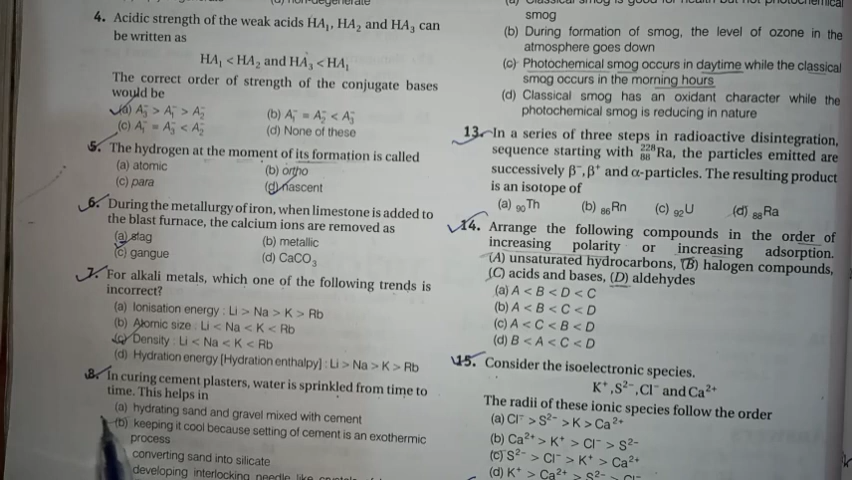 4. Acidic strength of the weak acids HA₁, HA₂ and HA₃ can
be written as
HA₁ < HA₂ and HA₃ < HA₁
The correct order of strength of the conjugate bases
would be
(a) A₃⁻ > A₁⁻ > A₂⁻ (b) A₁⁻ = A₂⁻ < A₃⁻
(c) A₁⁻ = A₃⁻ < A₂⁻ (d) None of these
5. The hydrogen at the moment of its formation is called
(a) atomic (b) ortho
(c) para (d) nascent
6. During the metallurgy of iron, when limestone is added to
the blast furnace, the calcium ions are removed as
(a) slag (b) metallic
(c) gangue (d) CaCO₃
7. For alkali metals, which one of the following trends is
incorrect?
(a) Ionisation energy : Li > Na > K > Rb
(b) Atomic size : Li < Na < K < Rb
(c) Density : Li < Na < K < Rb
(d) Hydration energy [Hydration enthalpy] : Li > Na > K > Rb
8. In curing cement plasters, water is sprinkled from time to
time. This helps in
(a) hydrating sand and gravel mixed with cement
(b) keeping it cool because setting of cement is an exothermic
process
converting sand into silicate
developing interlocking needle like
smog
(b) During formation of smog, the level of ozone in the
atmosphere goes down
(c) Photochemical smog occurs in daytime while the classical
smog occurs in the morning hours
(d) Classical smog has an oxidant character while the
photochemical smog is reducing in nature
13. In a series of three steps in radioactive disintegration,
sequence starting with ²²⁸₈₈Ra, the particles emitted are
successively β⁻, β⁺ and α-particles. The resulting product
is an isotope of
(a) ₉₀Th (b) ₈₆Rn (c) ₉₂U (d) ₈₈Ra
14. Arrange the following compounds in the order of
increasing polarity or increasing adsorption.
(A) unsaturated hydrocarbons, (B) halogen compounds,
(C) acids and bases, (D) aldehydes
(a) A < B < D < C
(b) A < B < C < D
(c) A < C < B < D
(d) B < A < C < D
15. Consider the isoelectronic species.
K⁺, S²⁻, Cl⁻ and Ca²⁺
The radii of these ionic species follow the order
(a) Cl⁻ > S²⁻ > K > Ca²⁺
(b) Ca²⁺ > K⁺ > Cl⁻ > S²⁻
(c) S²⁻ > Cl⁻ > K⁺ > Ca²⁺
(d) K⁺ > Ca²⁺ > S²⁻ > Cl⁻